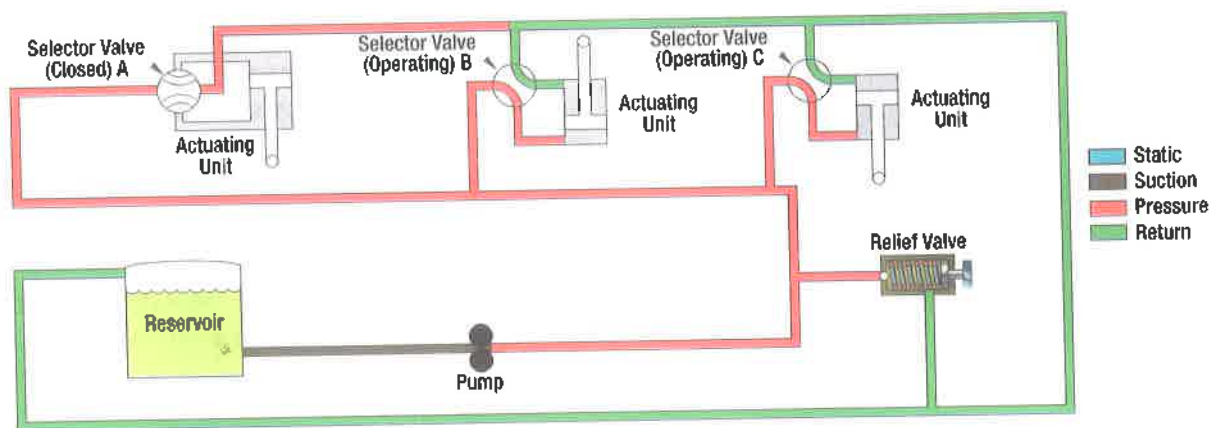 Selector Valve
(Closed) A
Selector Valve
(Operating) B
Selector Valve
(Operating) C
Actuating
Unit
Actuating
Unit
Actuating
Unit
Static
Suction
Pressure
Return
Relief Valve
Reservoir
Pump